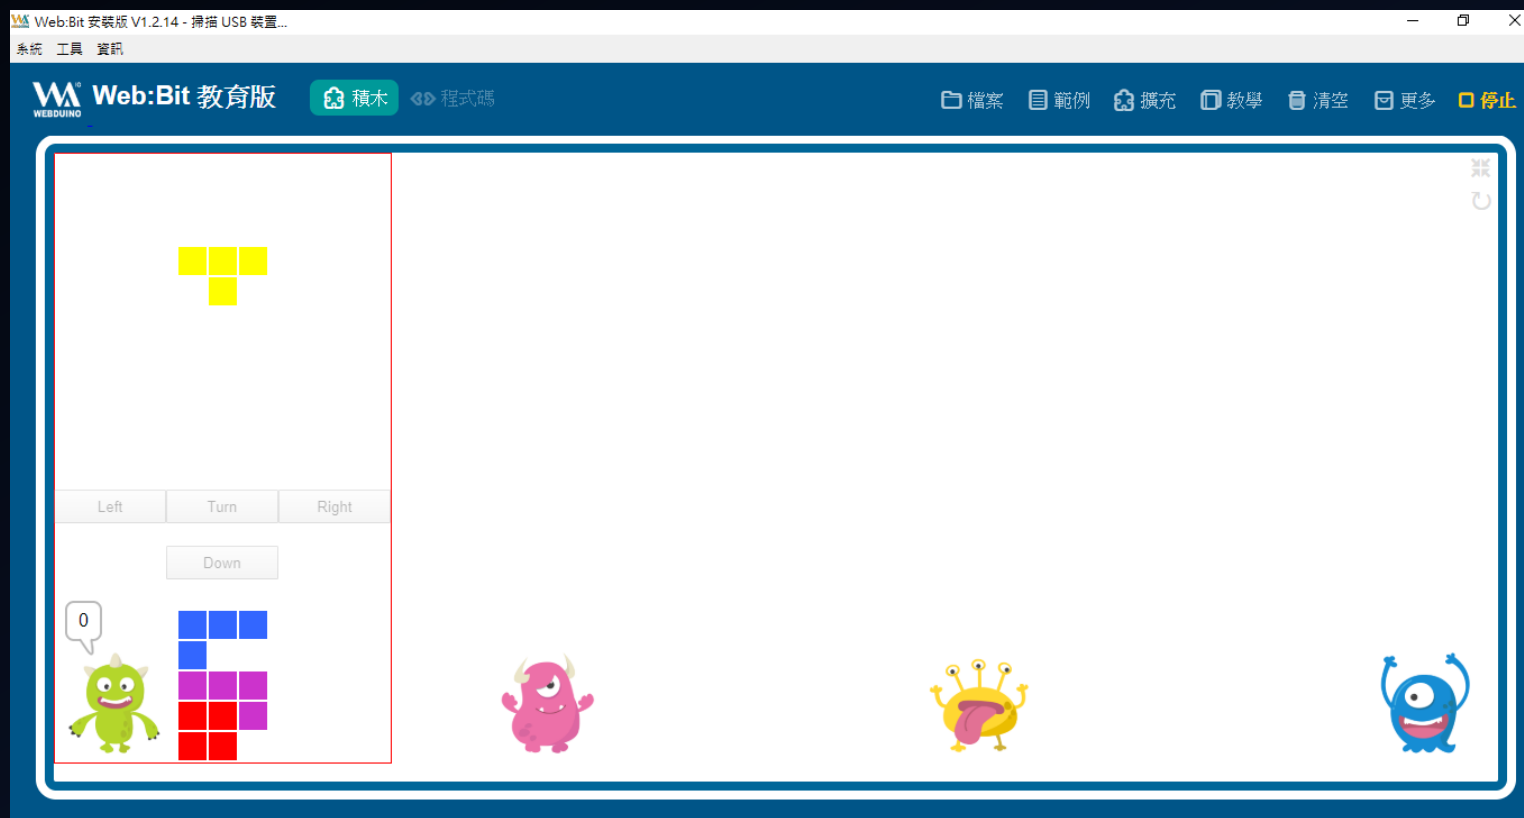 Web:Bit 安裝版 V1.2.14 - 掃描 USB 裝置...
系統 工具 資訊
WEBDUINO Web:Bit 教育版 積木 程式碼 檔案 範例 擴充 教學 清空 更多 停止
Left Turn Right
Down
0